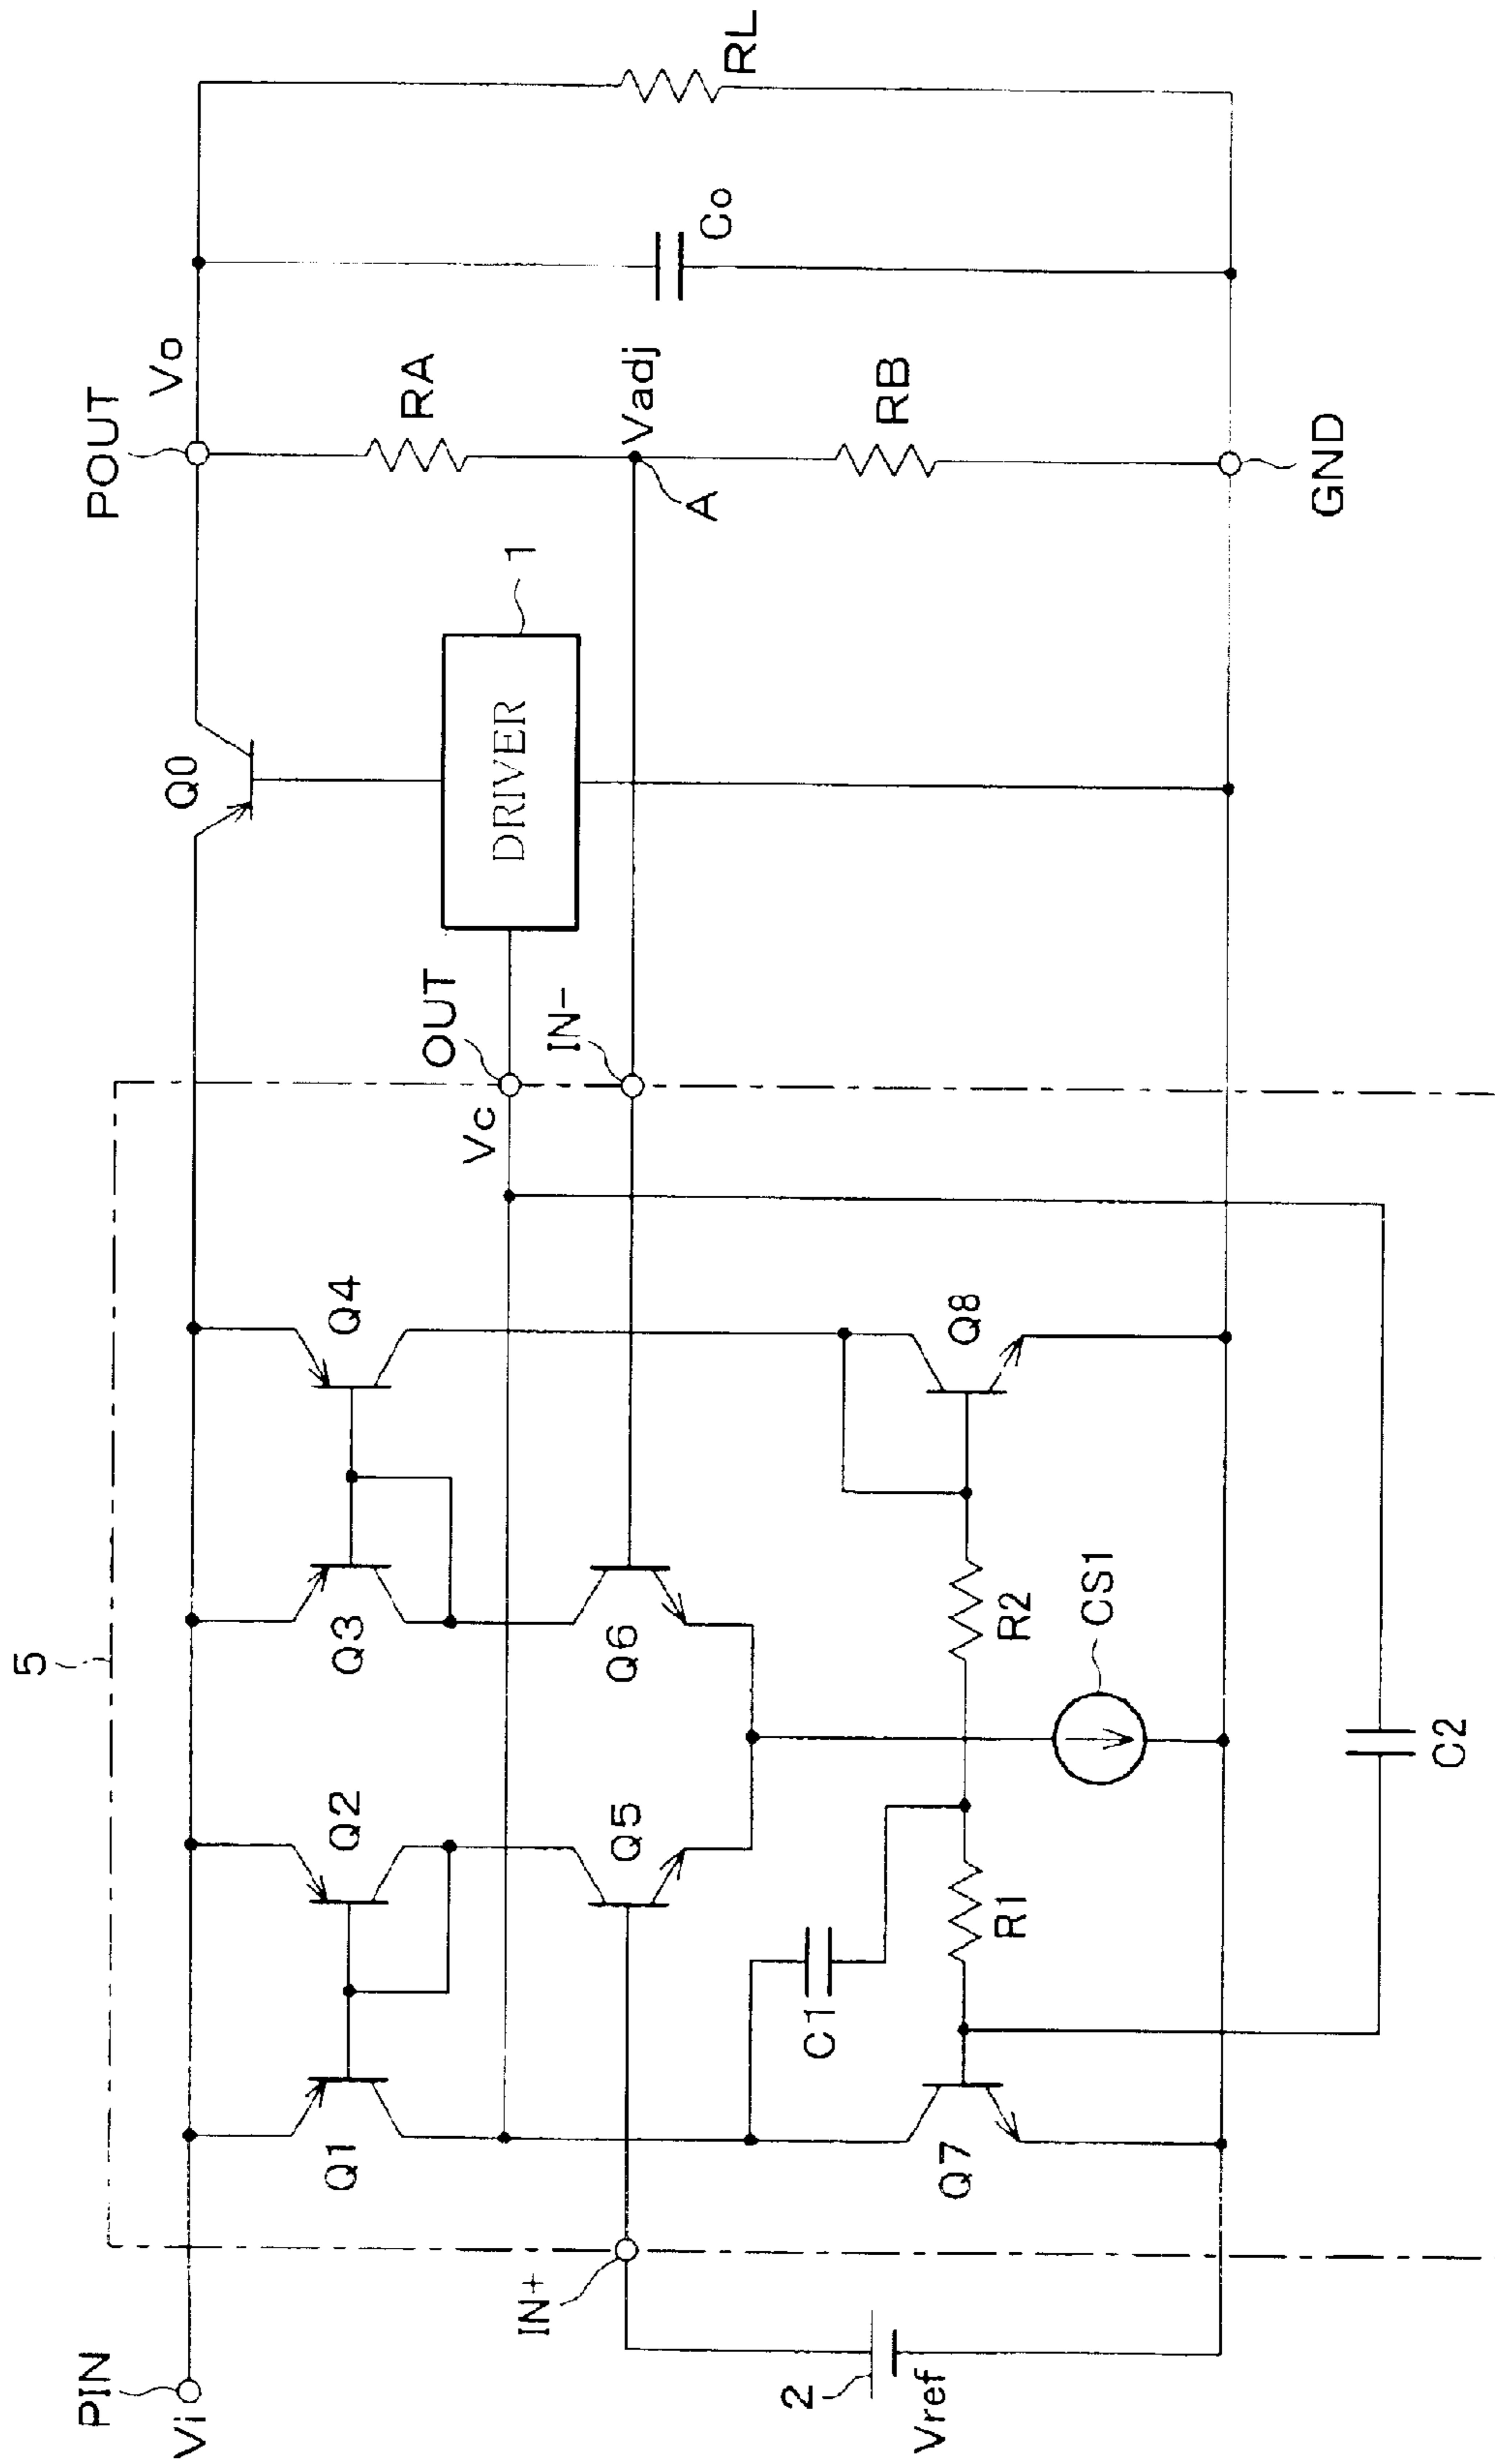 PIN
Vi
5
Q1
Q2
Q3
Q4
Q0
POUT
Vo
OUT
Vc
DRIVER
1
RA
IN+
Q5
Q6
IN-
Vadj
A
2
Vref
C1
Q7
R1
R2
CS1
Q8
RB
Co
RL
C2
GND